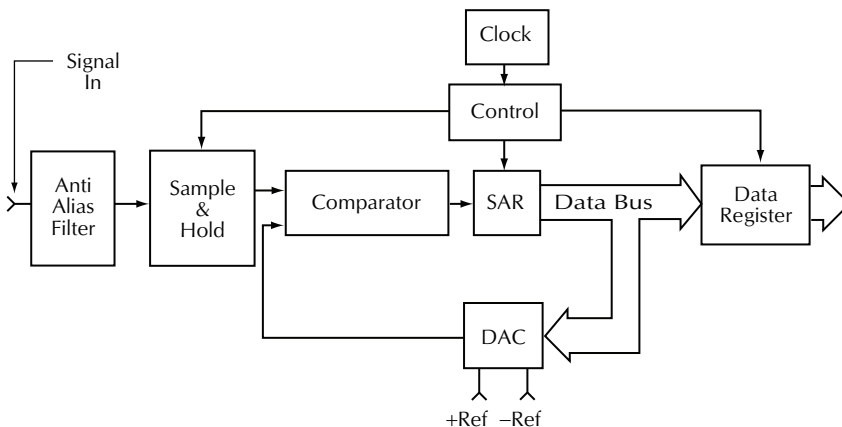 Clock
Signal
In
Control
Anti
Alias
Filter
Sample
&
Hold
Comparator
SAR
Data Bus
Data
Register
DAC
+Ref –Ref